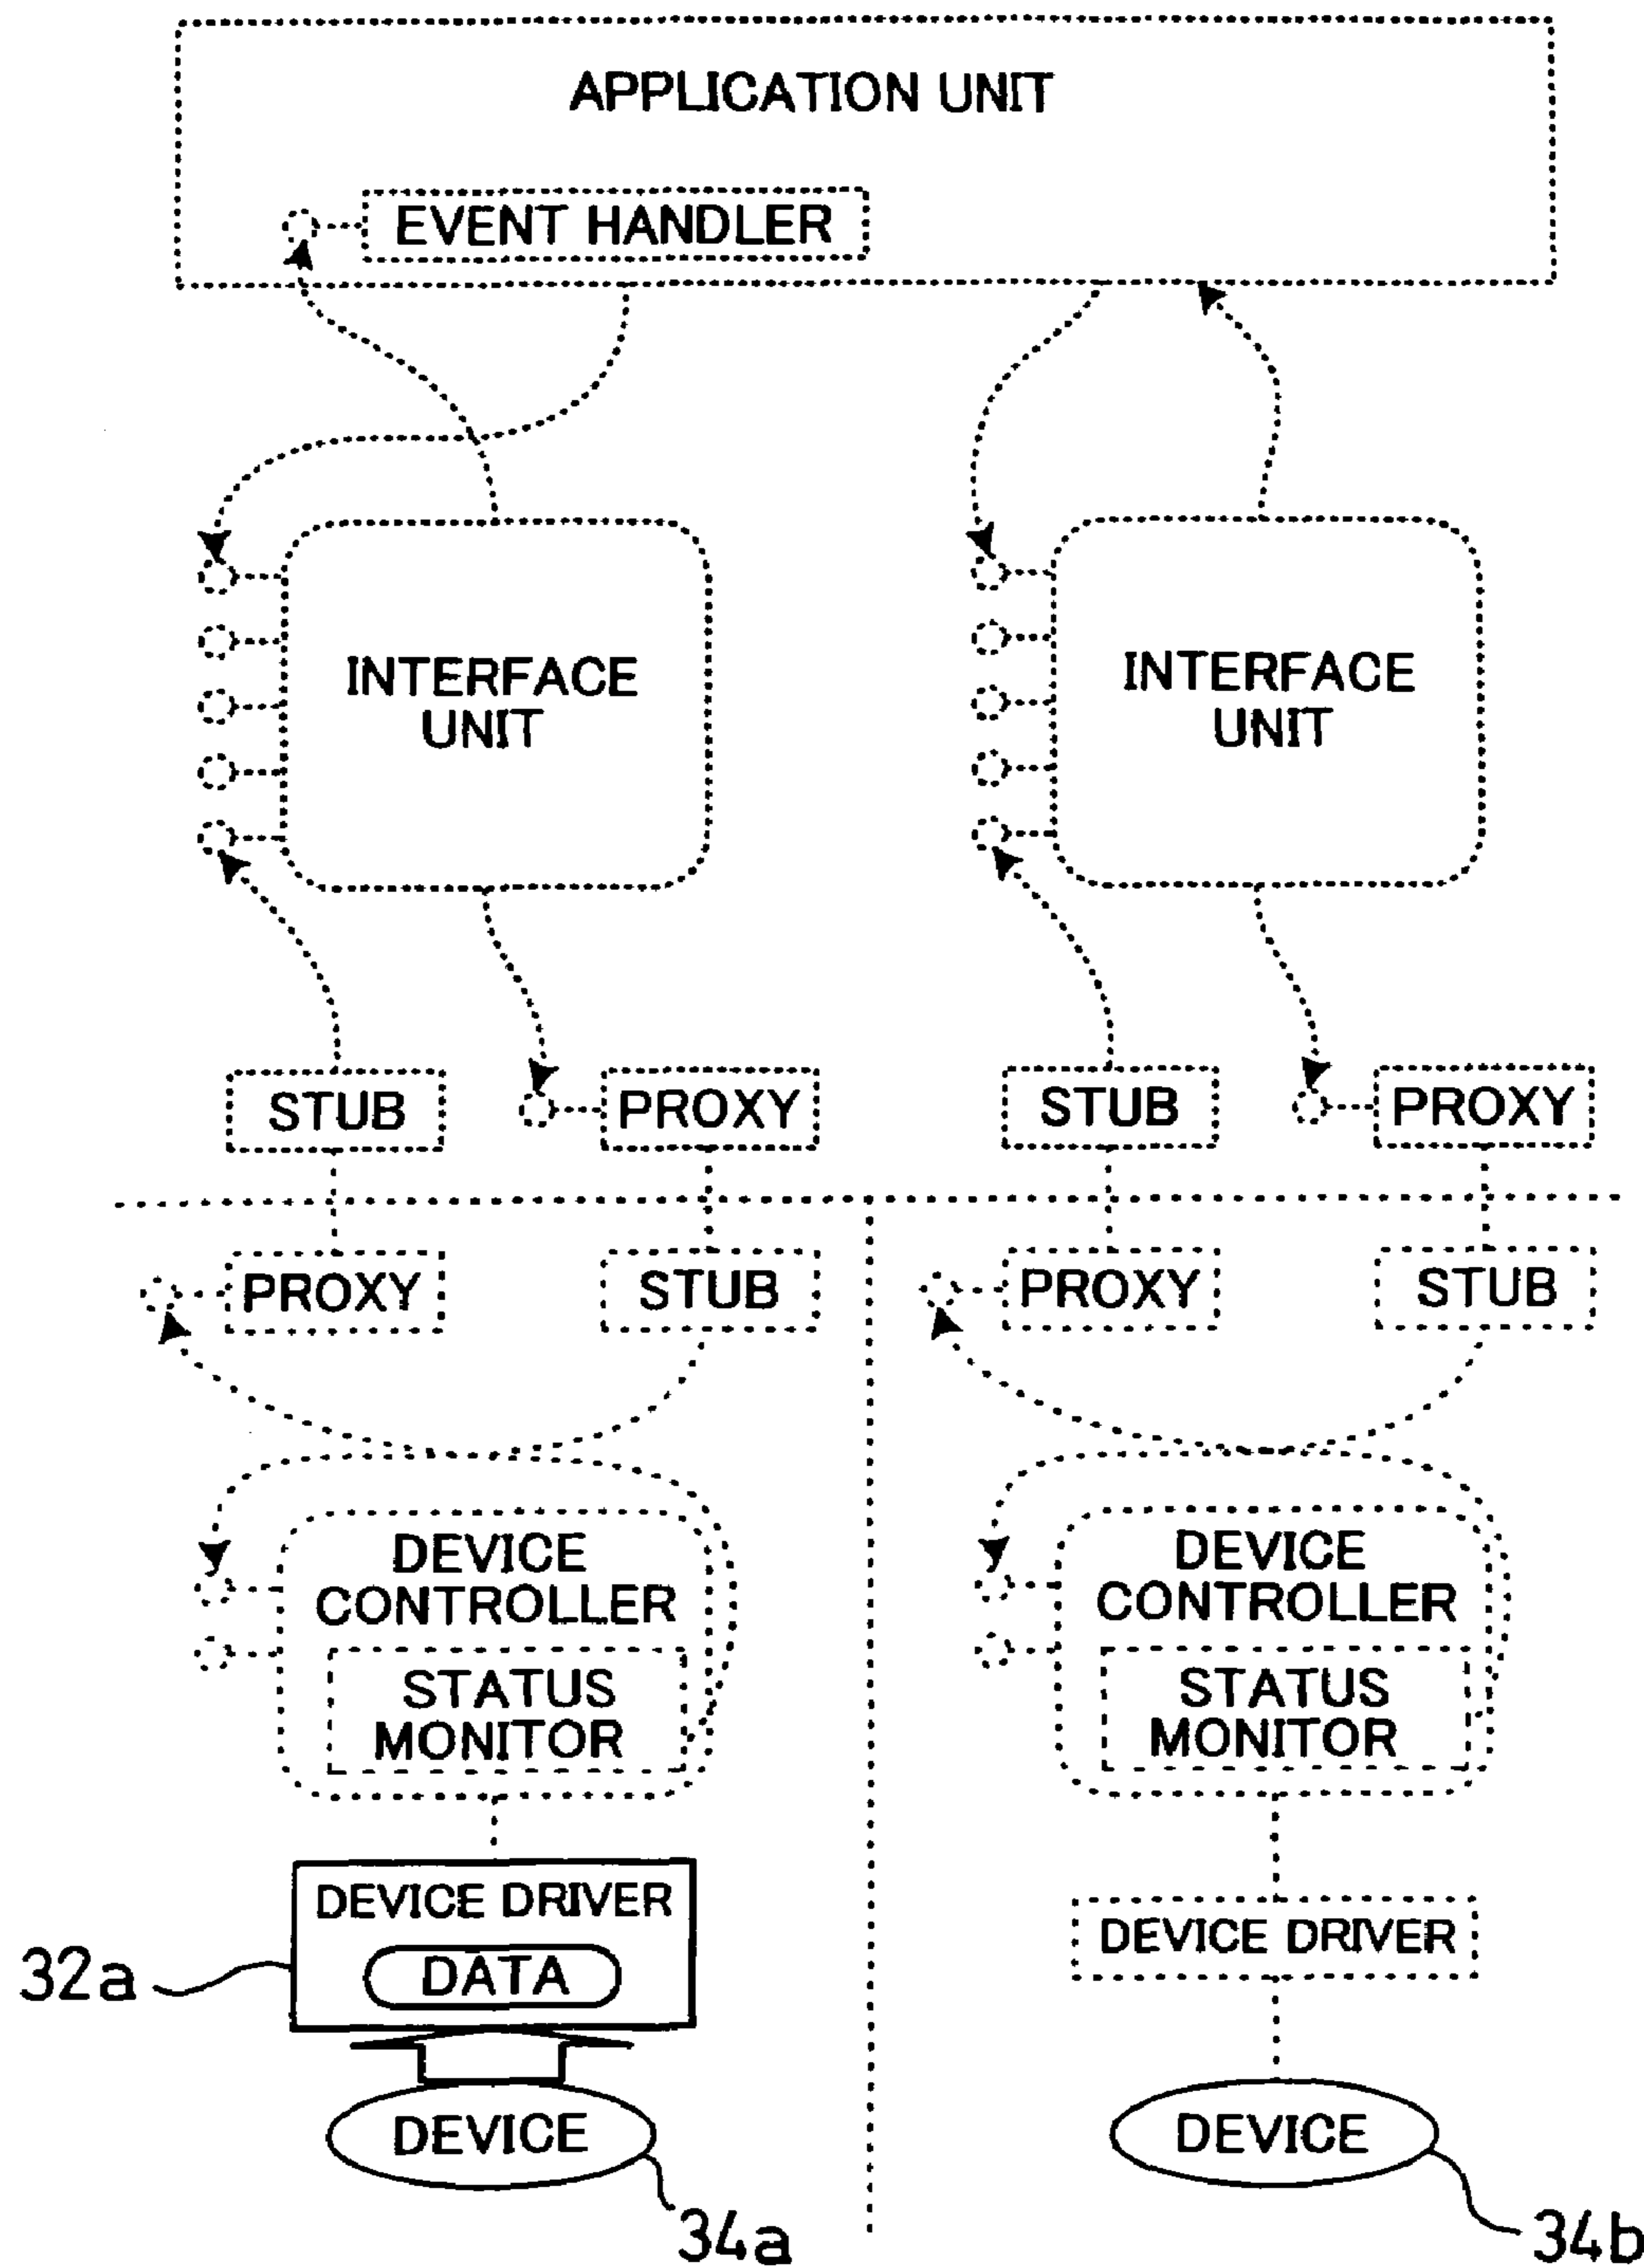 APPLICATION UNIT
EVENT HANDLER
INTERFACE
UNIT
INTERFACE
UNIT
STUB
PROXY
STUB
PROXY
PROXY
STUB
PROXY
STUB
DEVICE
CONTROLLER
STATUS
MONITOR
DEVICE
CONTROLLER
STATUS
MONITOR
DEVICE DRIVER
DATA
32a
DEVICE DRIVER
DEVICE
34a
DEVICE
34b